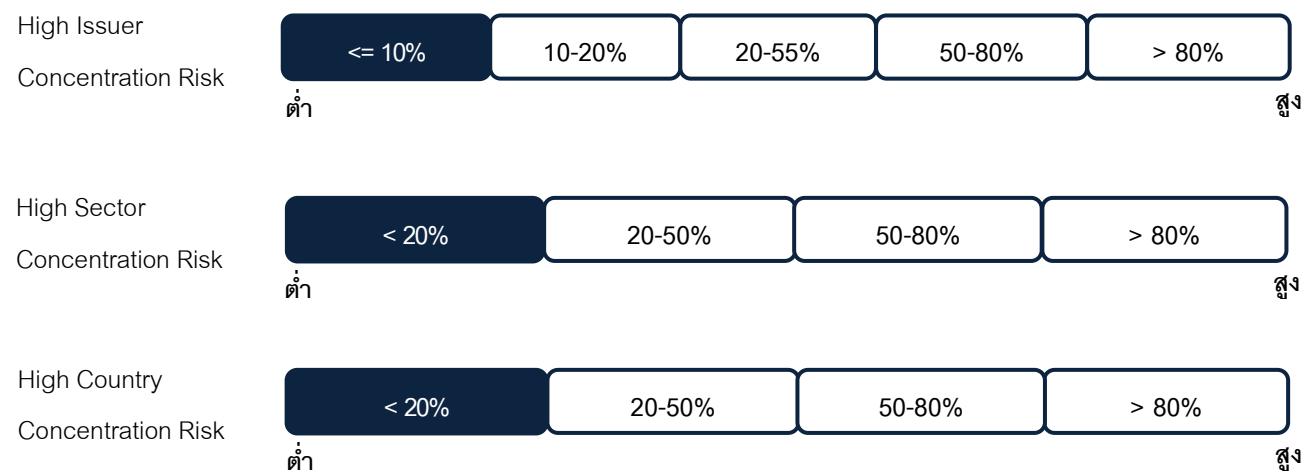 High Issuer
Concentration Risk
<= 10% 10-20% 20-55% 50-80% > 80%
ต่ำ สูง
High Sector
Concentration Risk
< 20% 20-50% 50-80% > 80%
ต่ำ สูง
High Country
Concentration Risk
< 20% 20-50% 50-80% > 80%
ต่ำ สูง